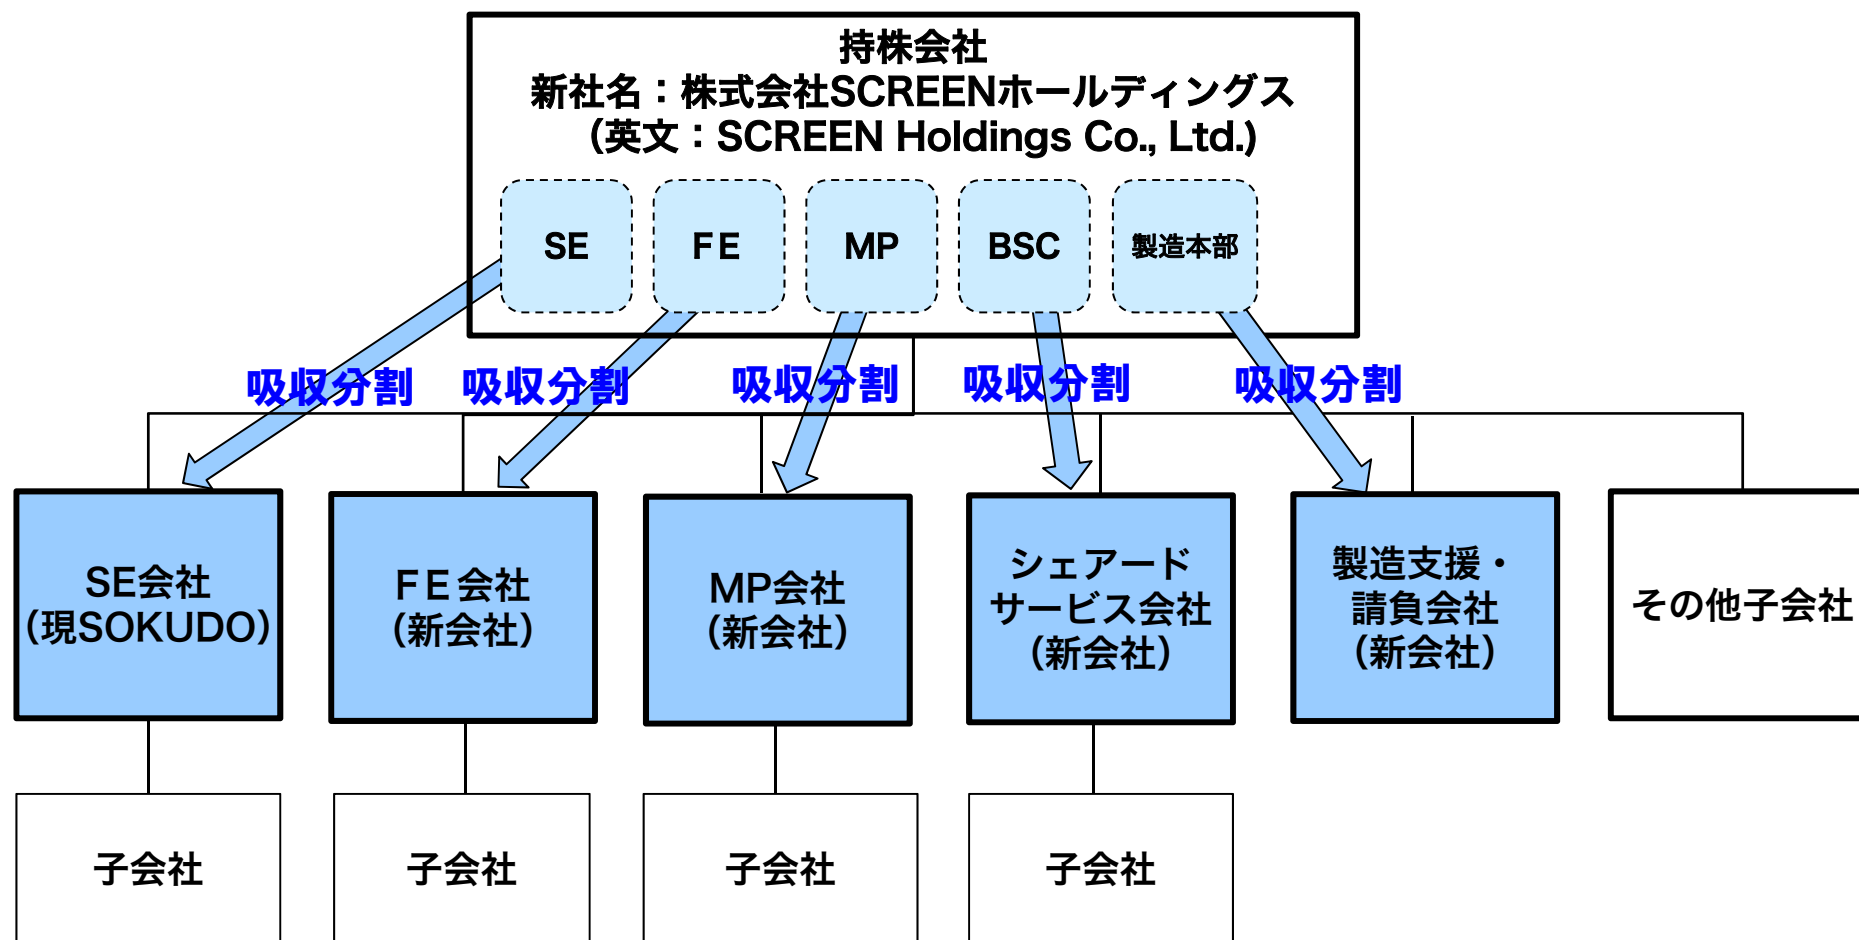 持株会社
新社名：株式会社SCREENホールディングス
（英文：SCREEN Holdings Co., Ltd.）
SE
ＦＥ
MP
BSC
製造本部
吸収分割
吸収分割
吸収分割
吸収分割
吸収分割
SE会社
（現SOKUDO）
ＦＥ会社
（新会社）
MP会社
（新会社）
シェアード
サービス会社
（新会社）
製造支援・
請負会社
（新会社）
その他子会社
子会社
子会社
子会社
子会社